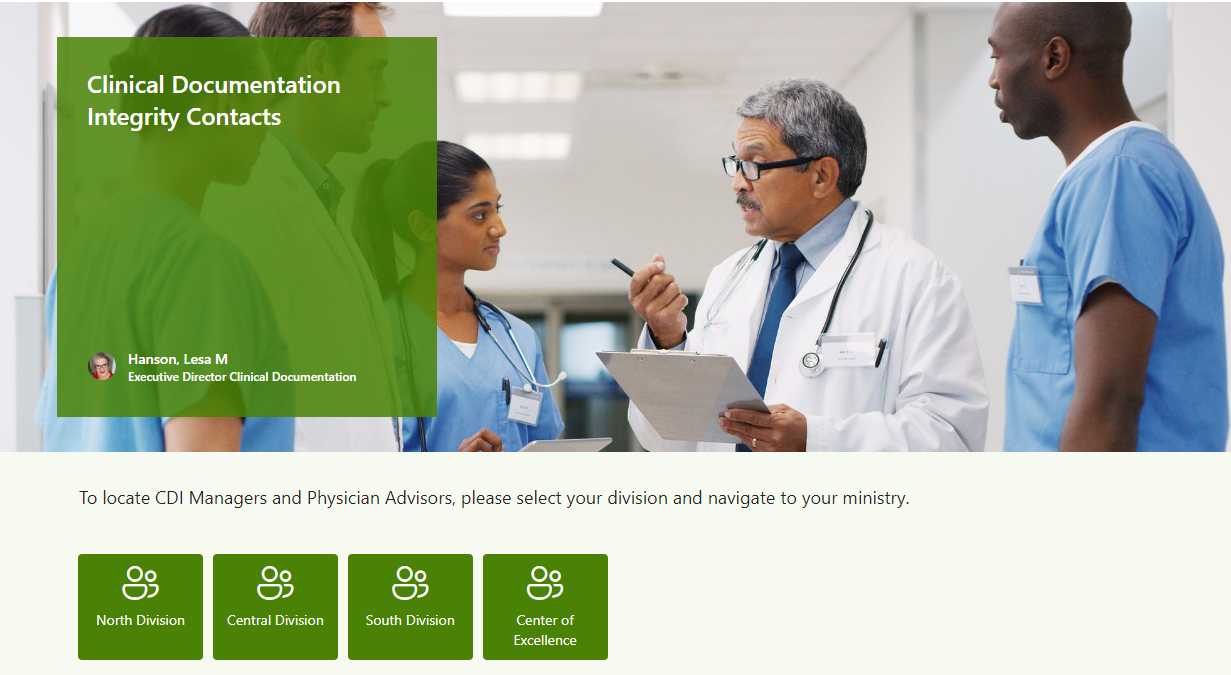 Clinical Documentation
Integrity Contacts
Hanson, Lesa M
Executive Director Clinical Documentation
To locate CDI Managers and Physician Advisors, please select your division and navigate to your ministry.
North Division
Central Division
South Division
Center of
Excellence